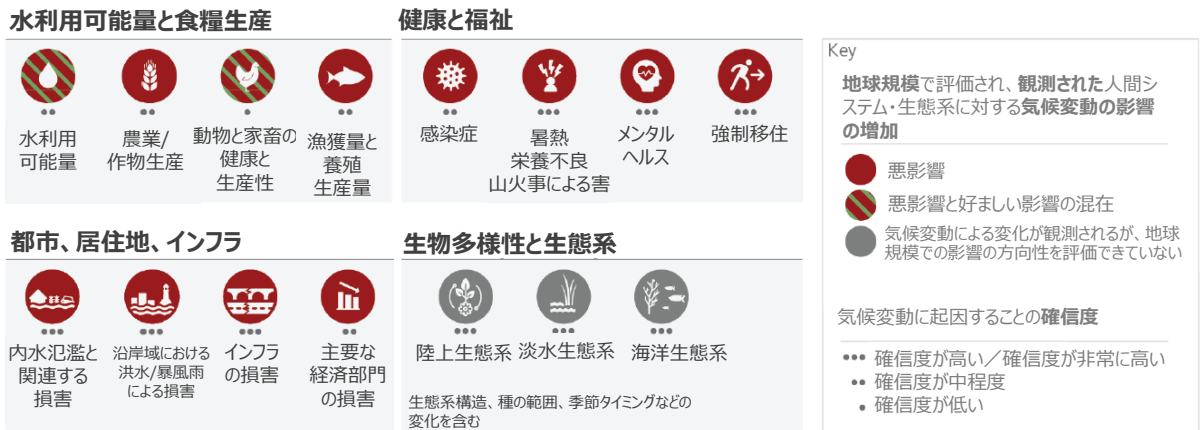 水利用可能量と食糧生産
水利用
可能量
農業/
作物生産
動物と家畜の
健康と
生産性
漁獲量と
養殖
生産量
健康と福祉
感染症
暑熱
栄養不良
山火事による害
メンタル
ヘルス
強制移住
都市、居住地、インフラ
内水氾濫と
関連する
損害
沿岸域における
洪水/暴風雨
による損害
インフラ
の損害
主要な
経済部門
の損害
生物多様性と生態系
陸上生態系
淡水生態系
海洋生態系
生態系構造、種の範囲、季節タイミングなどの
変化を含む
Key
地球規模で評価され、観測された人間シ
ステム・生態系に対する気候変動の影響
の増加
悪影響
悪影響と好ましい影響の混在
気候変動による変化が観測されるが、地球
規模での影響の方向性を評価できていない
気候変動に起因することの確信度
••• 確信度が高い／確信度が非常に高い
•• 確信度が中程度
• 確信度が低い